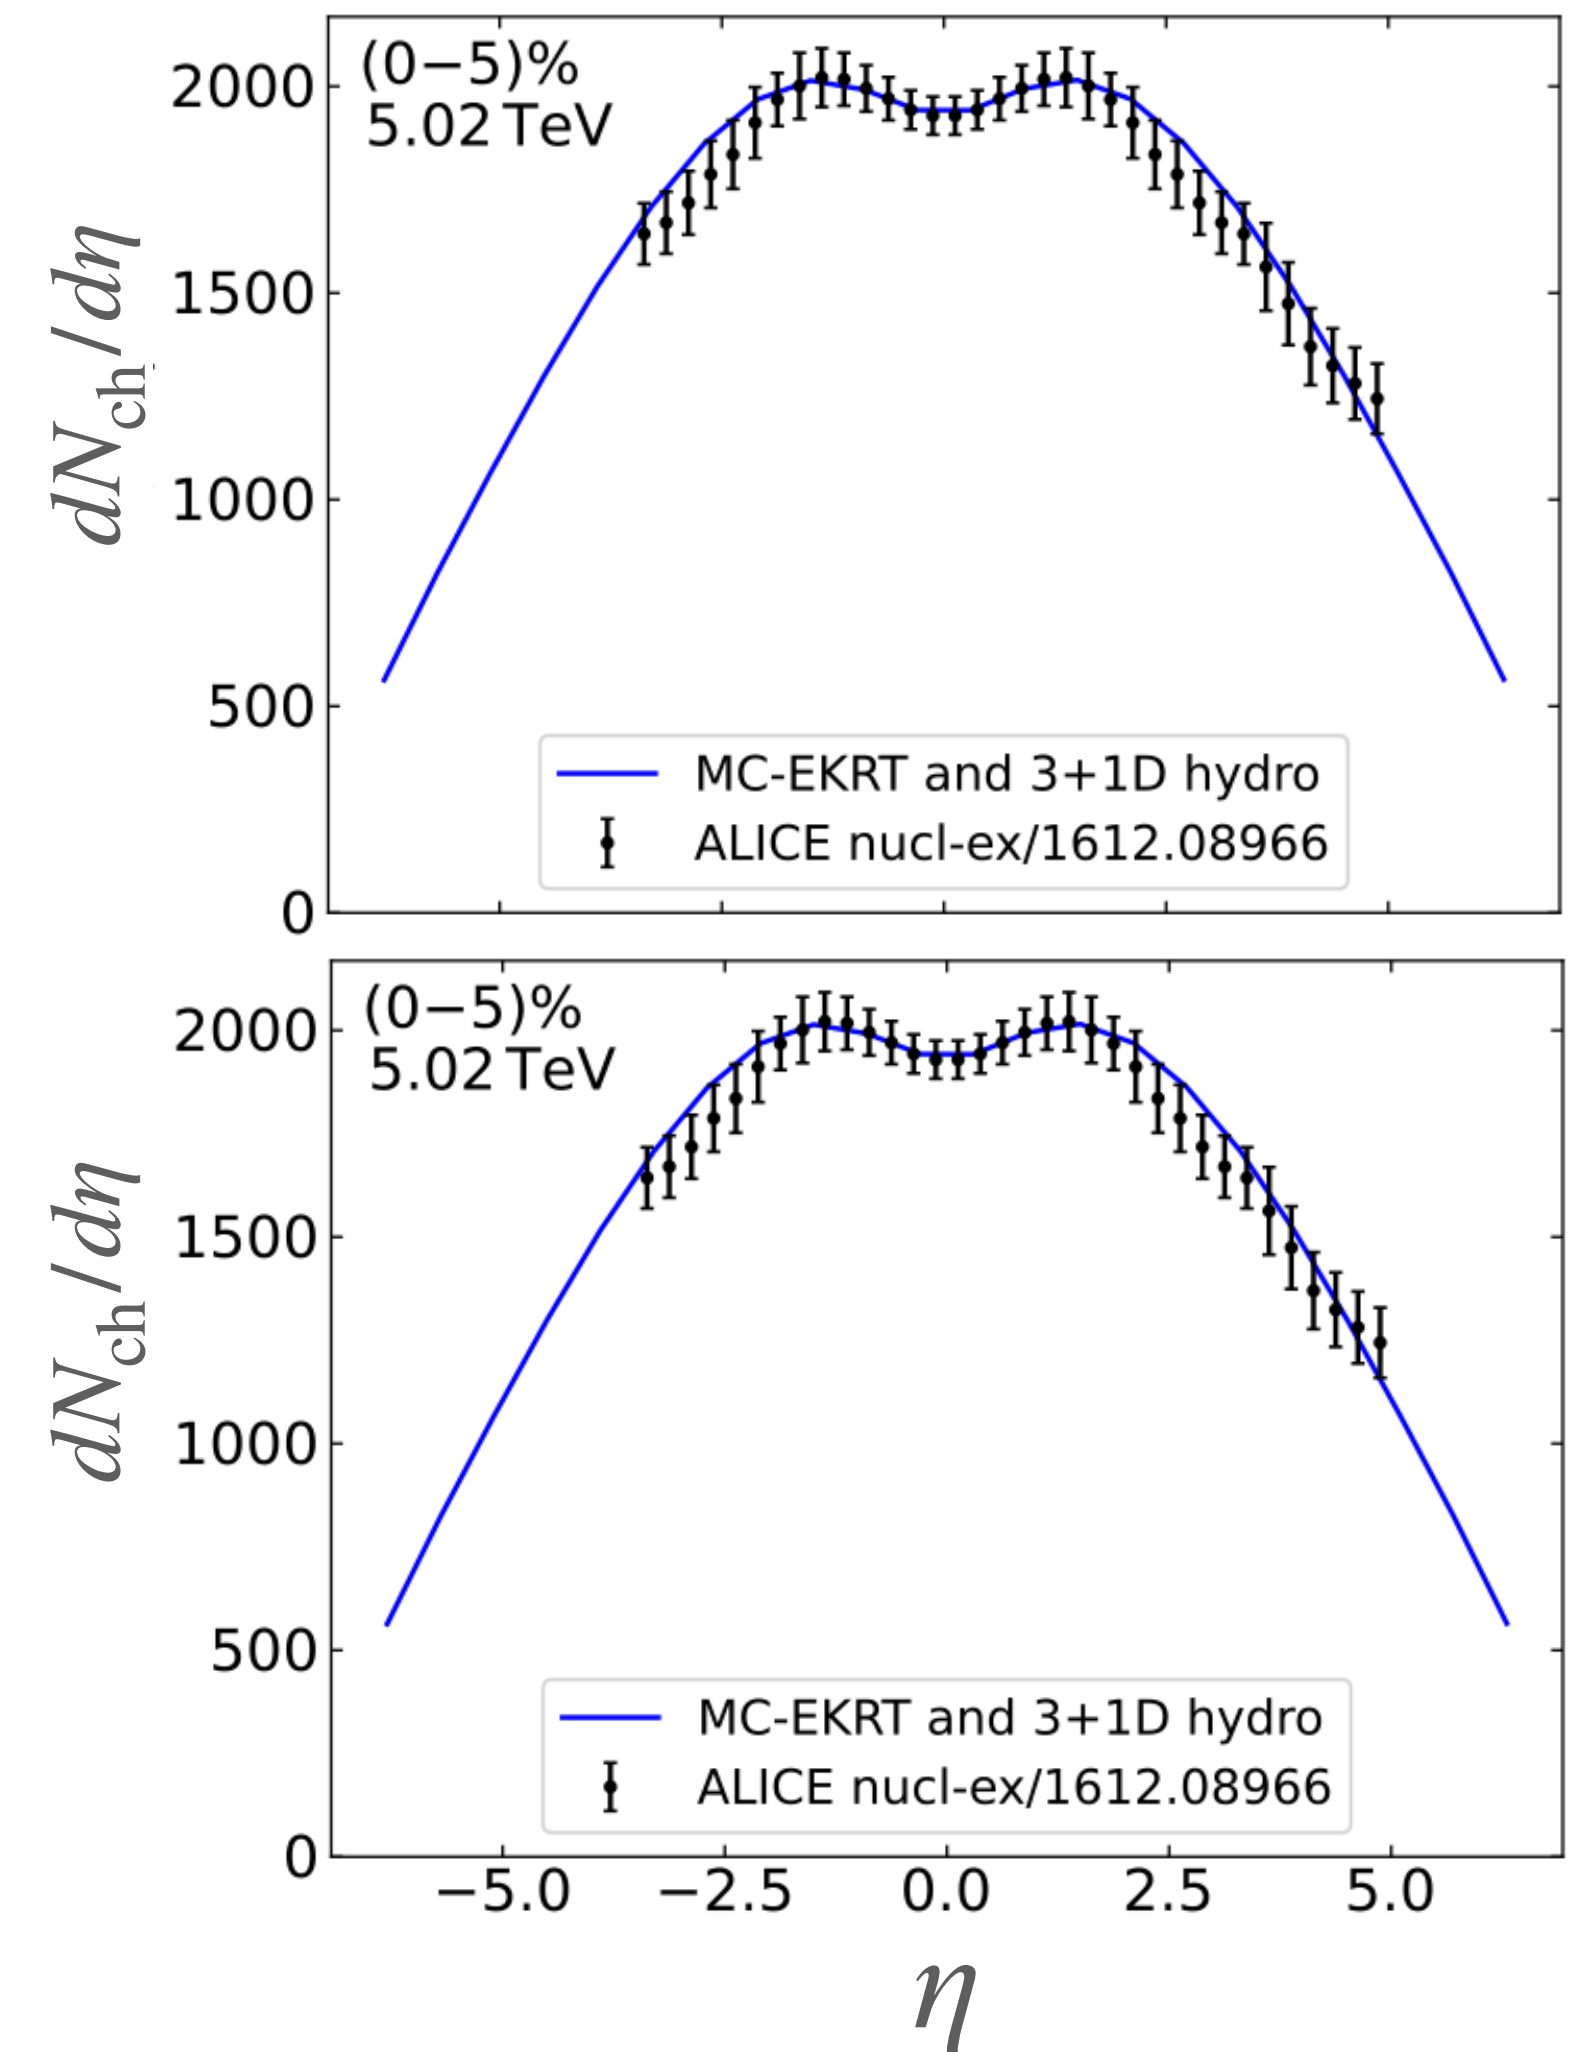 (0−5)%
5.02 TeV
dN_ch/dη
2000
1500
1000
500
0
MC-EKRT and 3+1D hydro
ALICE nucl-ex/1612.08966
(0−5)%
5.02 TeV
dN_ch/dη
2000
1500
1000
500
0
MC-EKRT and 3+1D hydro
ALICE nucl-ex/1612.08966
−5.0 −2.5 0.0 2.5 5.0
η